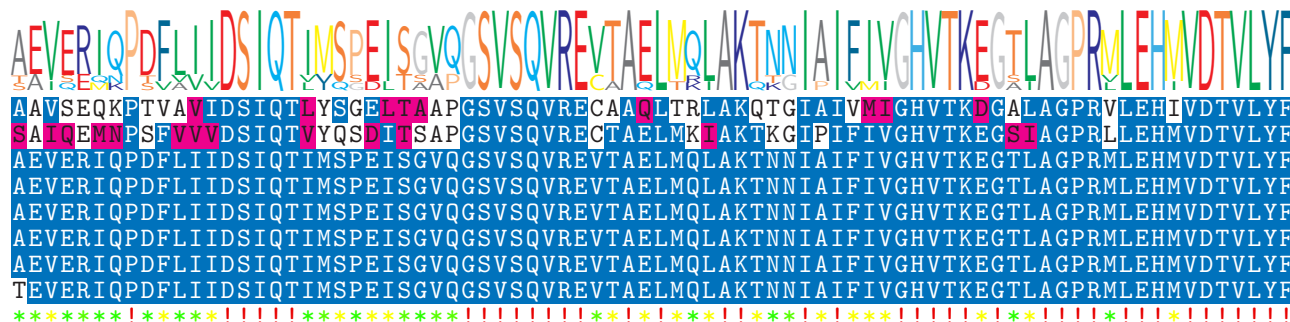 AEVERIQPDFLIIDSIQTIMSPEISGVQGSVSQVREVTAELMQLAKTNNIAIFIVGHVTKEGTLAGPRMLEHMVDTVLYF
AAVSEQKPTVAVIDSIQTLYSGELTAAPGSVSQVRECAAQLTRLAKQTGIAIVMIGHVTKDGALAGPRVLEHIVDTVLYF
SAIQEMNPSFVVVDSIQTVYQSDITSAPGSVSQVRECTAELMKIAKTKGIPIFIVGHVTKEGSIAGPRLLEHMVDTVLYF
AEVERIQPDFLIIDSIQTIMSPEISGVQGSVSQVREVTAELMQLAKTNNIAIFIVGHVTKEGTLAGPRMLEHMVDTVLYF
AEVERIQPDFLIIDSIQTIMSPEISGVQGSVSQVREVTAELMQLAKTNNIAIFIVGHVTKEGTLAGPRMLEHMVDTVLYF
AEVERIQPDFLIIDSIQTIMSPEISGVQGSVSQVREVTAELMQLAKTNNIAIFIVGHVTKEGTLAGPRMLEHMVDTVLYF
AEVERIQPDFLIIDSIQTIMSPEISGVQGSVSQVREVTAELMQLAKTNNIAIFIVGHVTKEGTLAGPRMLEHMVDTVLYF
AEVERIQPDFLIIDSIQTIMSPEISGVQGSVSQVREVTAELMQLAKTNNIAIFIVGHVTKEGTLAGPRMLEHMVDTVLYF
TEVERIQPDFLIIDSIQTIMSPEISGVQGSVSQVREVTAELMQLAKTNNIAIFIVGHVTKEGTLAGPRMLEHMVDTVLYF
*******!*****!!!!!**********!!!!!!!!**!*!***!!***!*!***!!!!!*!**!!!!*!!!*!!!!!!!